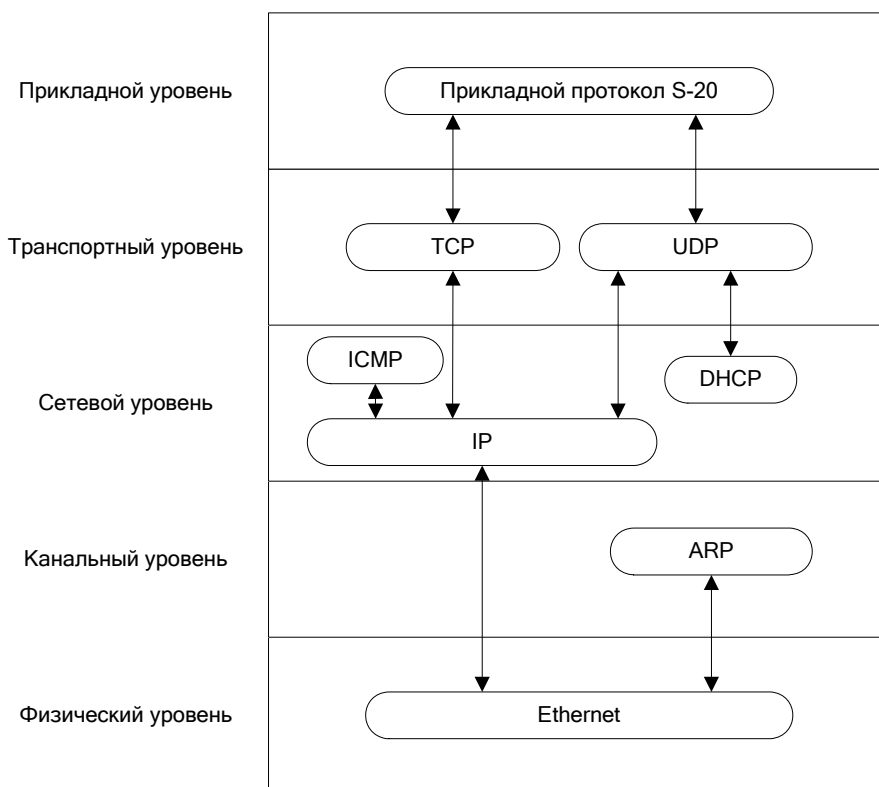 Прикладной уровень
Прикладной протокол S-20
Транспортный уровень
TCP
UDP
Сетевой уровень
ICMP
DHCP
IP
Канальный уровень
ARP
Физический уровень
Ethernet